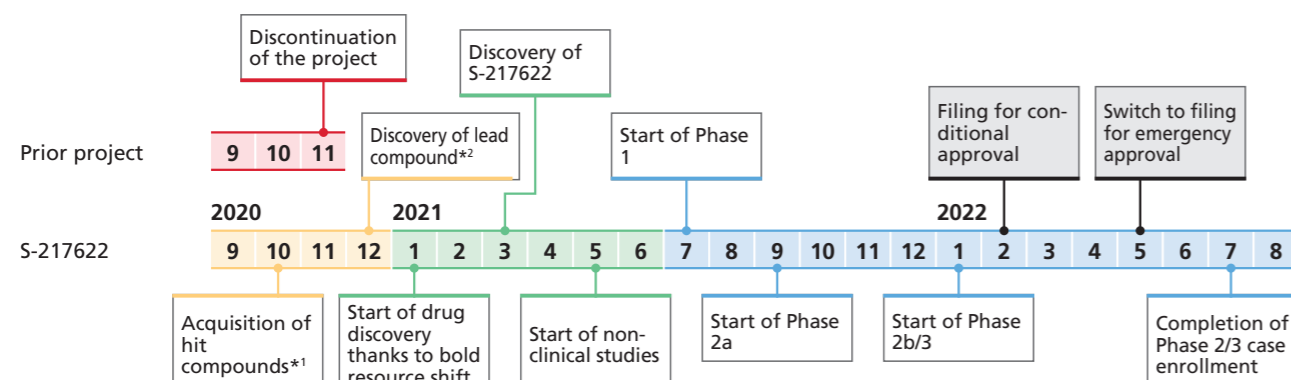 Discontinuation
of the project
Discovery of
S-217622
Filing for con-
ditional
approval
Switch to filing
for emergency
approval
Discovery of lead
compound*2
Start of Phase
1
Prior project
9 10 11
2020 2021 2022
S-217622
9 10 11 12 1 2 3 4 5 6 7 8 9 10 11 12 1 2 3 4 5 6 7 8
Acquisition of
hit
compounds*1
Start of drug
discovery
thanks to bold
resource shift
Start of non-
clinical studies
Start of Phase
2a
Start of Phase
2b/3
Completion of
Phase 2/3 case
enrollment